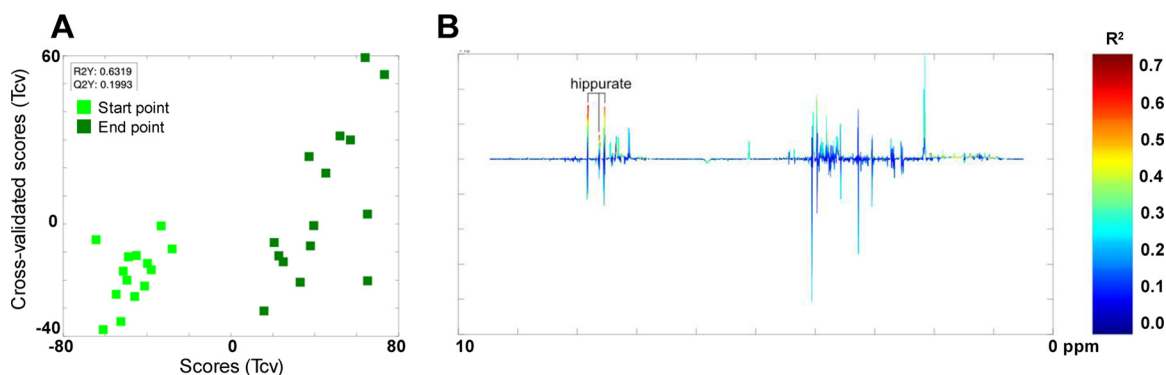 A
B
60
0
-40
Cross-validated scores (Tcv)
R2Y: 0.6319
Q2Y: 0.1993
Start point
End point
-80
0
80
Scores (Tcv)
hippurate
10
0 ppm
R²
0.7
0.6
0.5
0.4
0.3
0.2
0.1
0.0